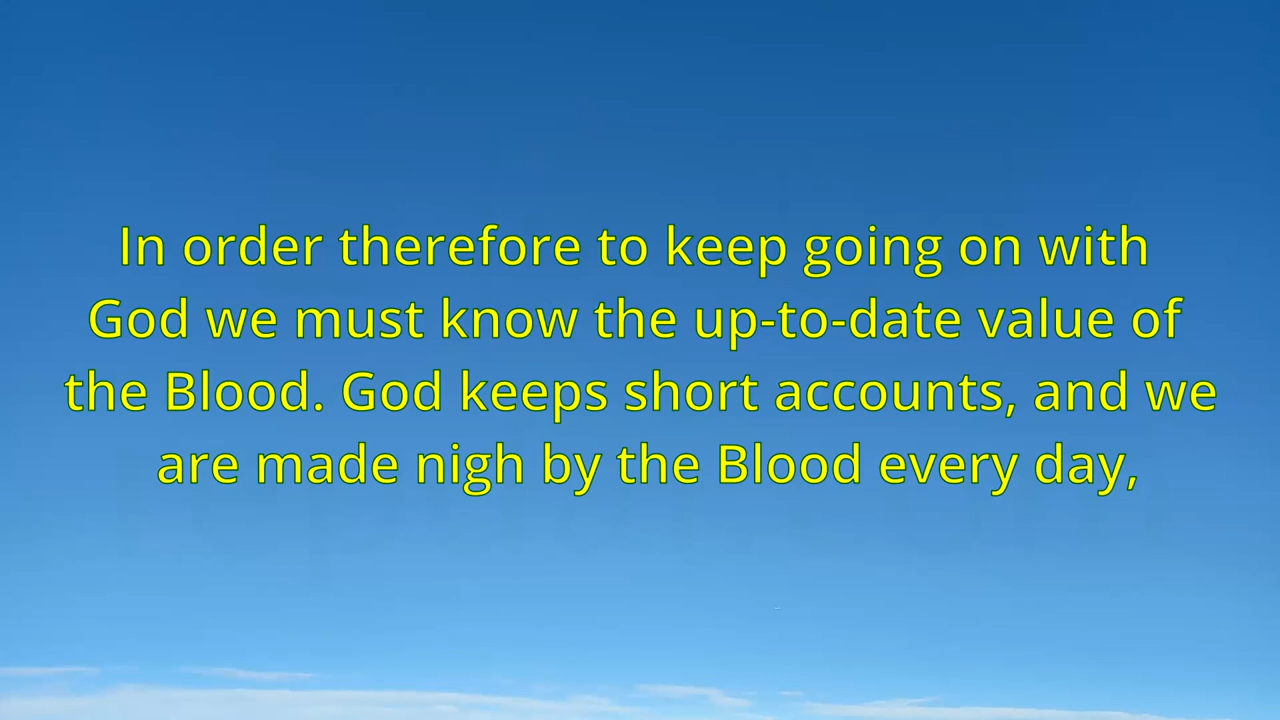 In order therefore to keep going on with
God we must know the up-to-date value of
the Blood. God keeps short accounts, and we
are made nigh by the Blood every day,